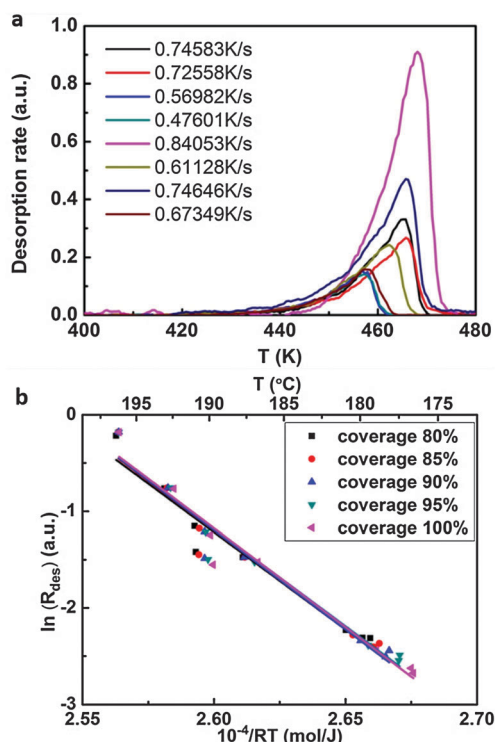 a
1.0
0.8
0.6
0.4
0.2
0.0
Desorption rate (a.u.)
0.74583K/s
0.72558K/s
0.56982K/s
0.47601K/s
0.84053K/s
0.61128K/s
0.74646K/s
0.67349K/s
400 420 440 460 480
T (K)
b
T (°C)
195 190 185 180 175
0
-1
-2
-3
ln (Rdes) (a.u.)
coverage 80%
coverage 85%
coverage 90%
coverage 95%
coverage 100%
2.55 2.60 2.65 2.70
10⁻⁴/RT (mol/J)